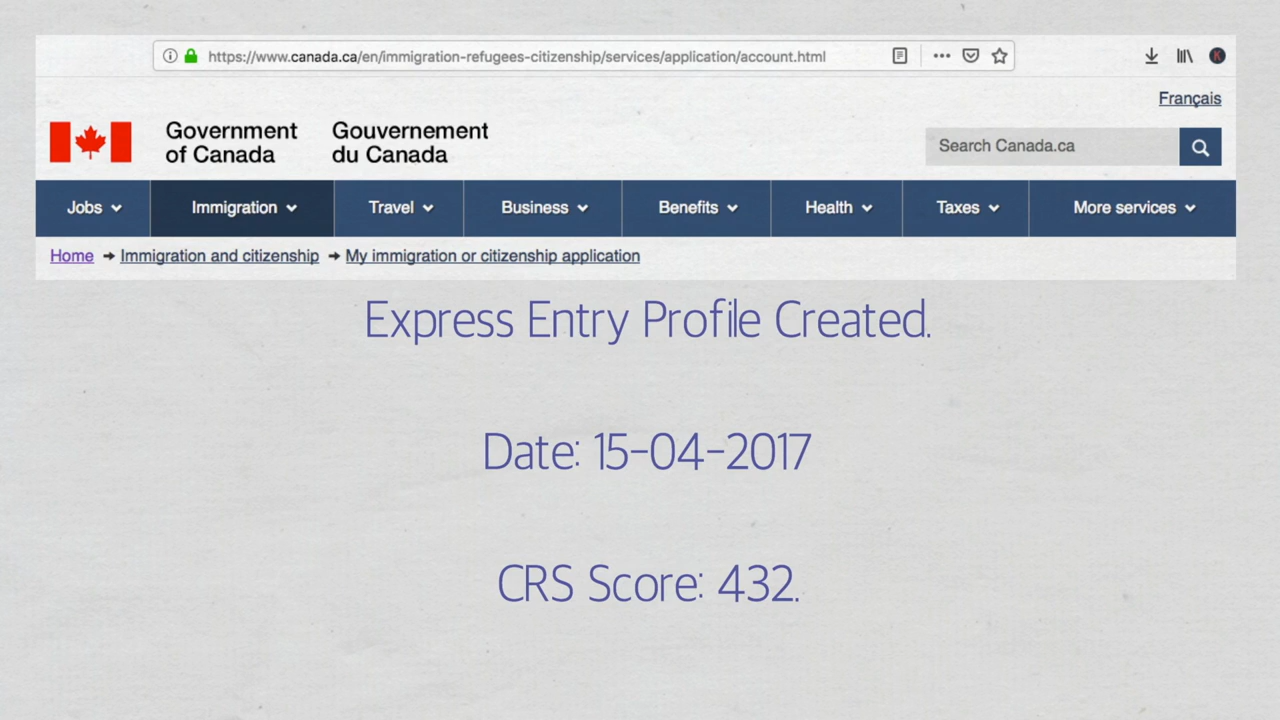 https://www.canada.ca/en/immigration-refugees-citizenship/services/application/account.html
Français
Government Gouvernement
of Canada du Canada
Search Canada.ca
Jobs Immigration Travel Business Benefits Health Taxes More services
Home → Immigration and citizenship → My immigration or citizenship application
Express Entry Profile Created.
Date: 15-04-2017
CRS Score: 432.